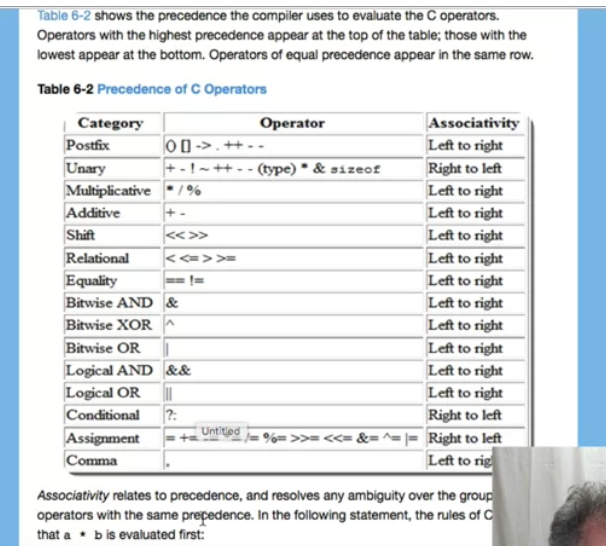 Table 6-2 shows the precedence the compiler uses to evaluate the C operators.
Operators with the highest precedence appear at the top of the table; those with the
lowest appear at the bottom. Operators of equal precedence appear in the same row.
Table 6-2 Precedence of C Operators
Category Operator Associativity
Postfix () [] -> . ++ - - Left to right
Unary + - ! ~ ++ - - (type) * & sizeof Right to left
Multiplicative * / % Left to right
Additive + - Left to right
Shift << >> Left to right
Relational < <= > >= Left to right
Equality == != Left to right
Bitwise AND & Left to right
Bitwise XOR ^ Left to right
Bitwise OR | Left to right
Logical AND && Left to right
Logical OR || Left to right
Conditional ?: Right to left
Untitled
Assignment = += /= %= >>= <<= &= ^= |= Right to left
Comma , Left to rig
Associativity relates to precedence, and resolves any ambiguity over the group
operators with the same precedence. In the following statement, the rules of C
that a * b is evaluated first: